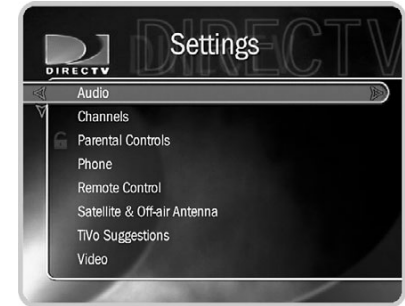 DIRECTV
DIRECTV
Settings
Audio
Channels
Parental Controls
Phone
Remote Control
Satellite & Off-air Antenna
TiVo Suggestions
Video